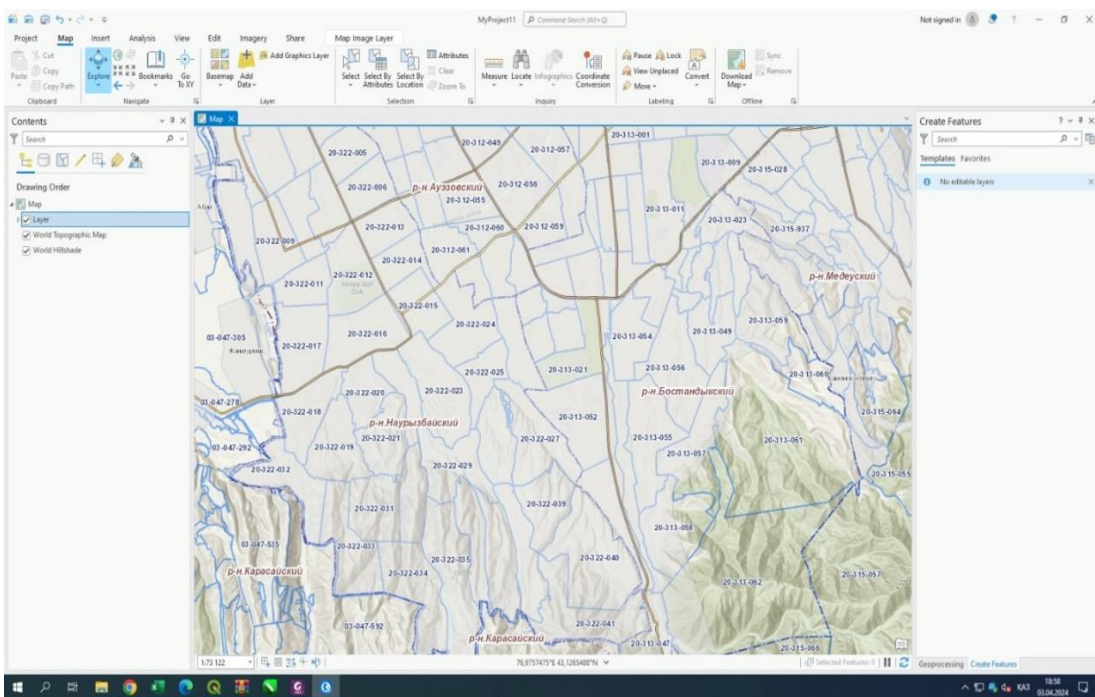 MyProject11
Command Search (Alt+Q)
Not signed in
Project Map Insert Analysis View Edit Imagery Share Map Image Layer
Paste
Cut
Copy
Copy Path
Clipboard
Explore
Bookmarks
Go To XY
Navigate
Basemap
Add Data
Add Graphics Layer
Layer
Select
Select By Attributes
Select By Location
Attributes
Clear
Zoom To
Selection
Measure
Locate
Infographics
Coordinate Conversion
Inquiry
Pause
Lock
View Unplaced
More
Convert
Labeling
Download Map
Sync
Remove
Offline
Contents
Search
Drawing Order
Map
Layer
World Topographic Map
World Hillshade
Map
20-313-001
20-312-049
20-312-057
20-322-005
20-313-009
20-315-028
20-322-006
р-н.Ауэзовский
20-312-056
20-312-055
20-313-011
20-313-023
20-322-013
20-312-060
20-312-059
20-315-937
20-322-009
20-312-061
20-322-014
20-322-012
р-н.Медеуский
20-322-011
20-322-015
20-322-024
20-313-059
20-322-016
20-313-049
03-047-305
20-313-054
20-322-017
20-313-021
20-313-056
20-322-025
20-313-060
20-322-020
20-322-023
р-н.Бостандыкский
03-047-278
20-322-018
20-313-052
20-315-064
р-н.Наурызбайский
20-322-021
20-322-027
20-313-055
20-313-061
03-047-292
20-322-019
20-313-057
20-322-029
20-322-032
20-315-055
20-322-039
20-322-031
20-313-058
03-047-535
20-322-033
20-322-035
20-322-040
р-н.Карасайский
20-322-034
20-315-057
20-313-062
03-047-592
20-322-041
р-н.Карасайский
20-313-047
20-315-066
1:73 122
76,9757475°E 43,1265488°N
Selected Features: 0
Create Features
Search
Templates Favorites
No editable layers
Geoprocessing Create Features
КАЗ
18:58
03.04.2024